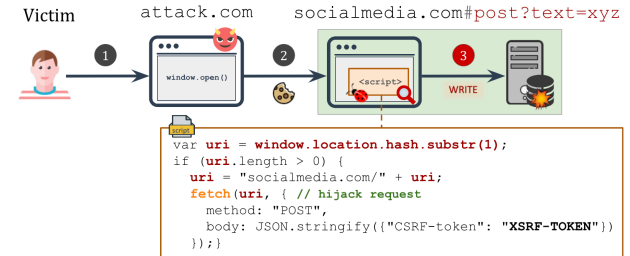 Victim
attack.com
socialmedia.com#post?text=xyz
1
window.open()
2
<script>
3
WRITE
script
var uri = window.location.hash.substr(1);
if (uri.length > 0) {
uri = "socialmedia.com/" + uri;
fetch(uri, { // hijack request
method: "POST",
body: JSON.stringify({"CSRF-token": "XSRF-TOKEN"})
});}